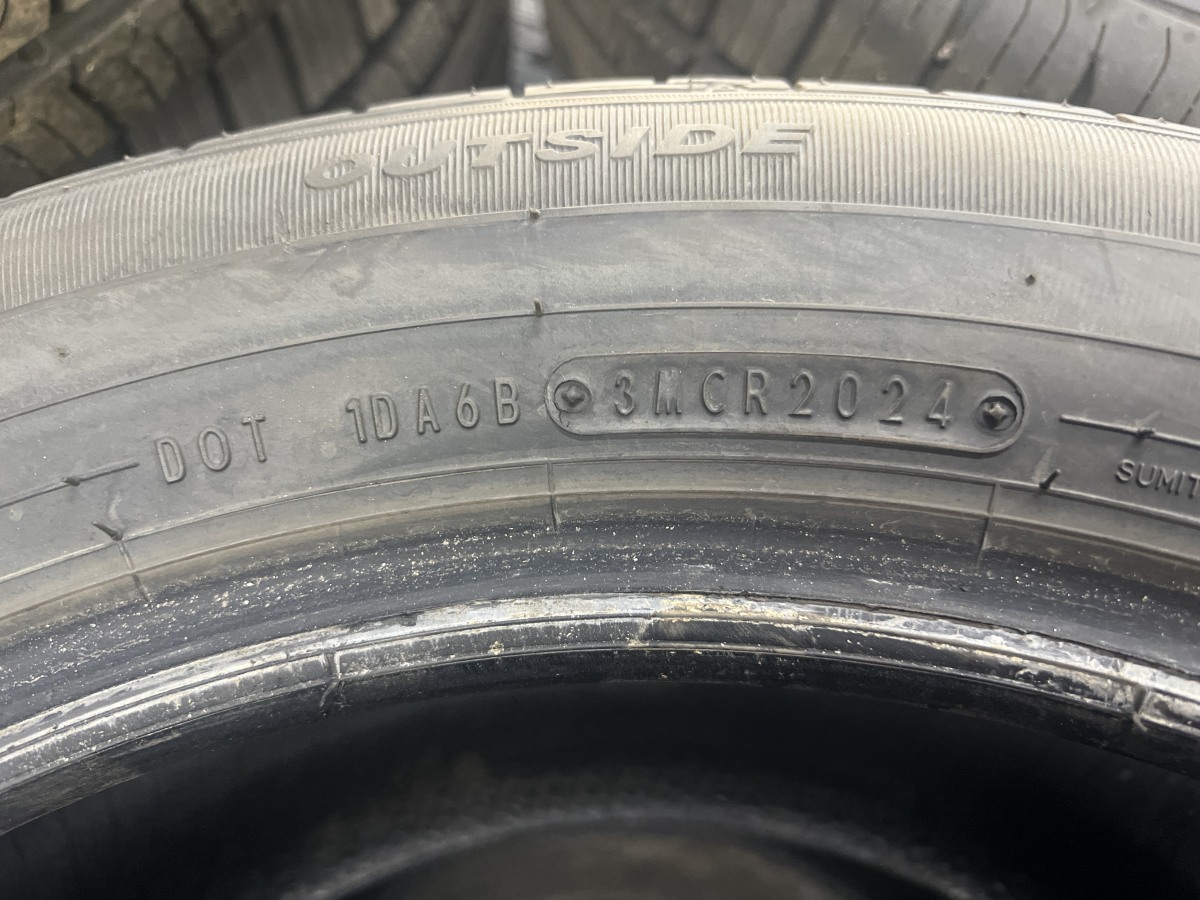 OUTSIDE
DOT 1DA6B 3MCR2024
SUMIT